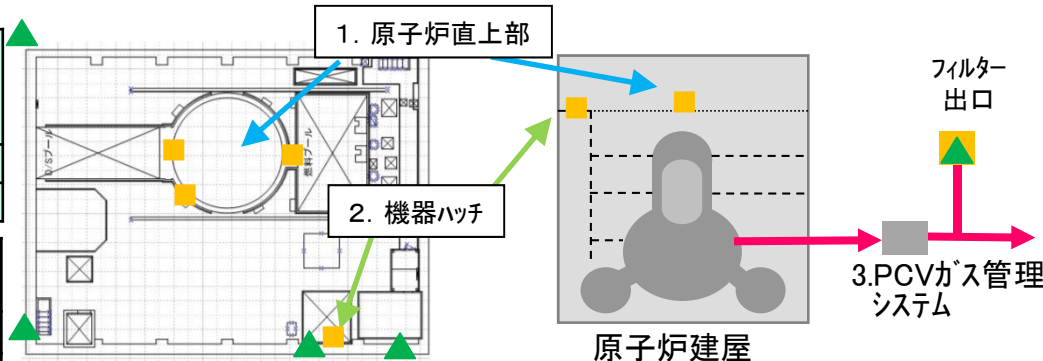 1. 原子炉直上部
D/Sプール
燃料プール
2. 機器ハッチ
原子炉建屋
フィルター
出口
3.PCVガス管理
システム